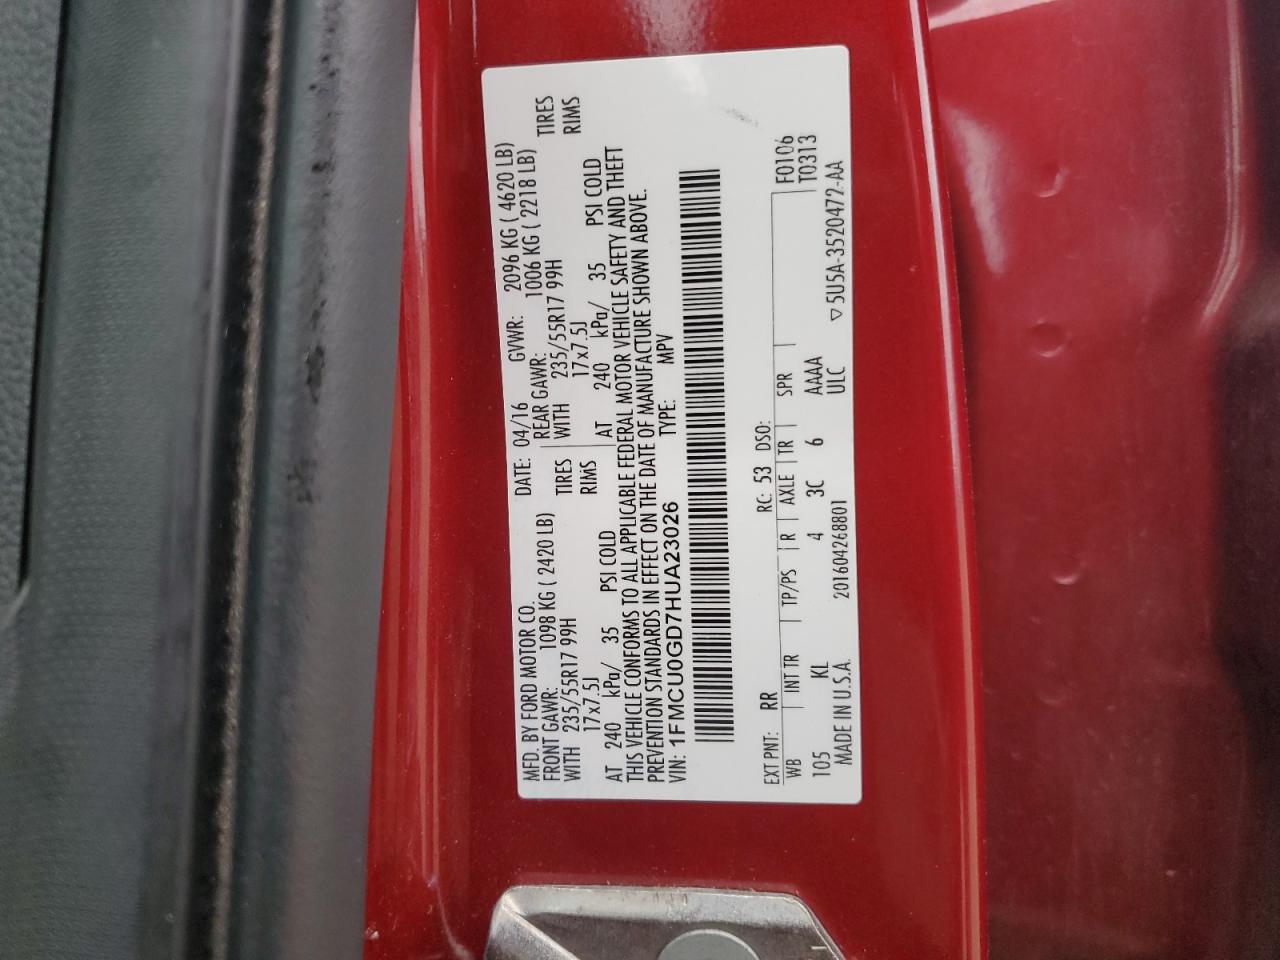 MFD. BY FORD MOTOR CO. DATE: 04/16 GVWR: 2096 KG ( 4620 LB)
FRONT GAWR: 1098 KG ( 2420 LB) REAR GAWR: 1006 KG ( 2218 LB)
WITH 235/55R17 99H TIRES WITH 235/55R17 99H TIRES
17x7.5J RIMS 17x7.5J RIMS
AT 240 kPa/ 35 PSI COLD AT 240 kPa/ 35 PSI COLD
THIS VEHICLE CONFORMS TO ALL APPLICABLE FEDERAL MOTOR VEHICLE SAFETY AND THEFT
PREVENTION STANDARDS IN EFFECT ON THE DATE OF MANUFACTURE SHOWN ABOVE.
VIN: 1FMCU0GD7HUA23026 TYPE: MPV
EXT PNT: RR RC: 53 DSO: F0106
WB INT TR TP/PS R AXLE TR SPR T0313
105 KL 4 3C 6 AAAA
MADE IN U.S.A. 201604268801 ULC ▽5U5A-3520472-AA